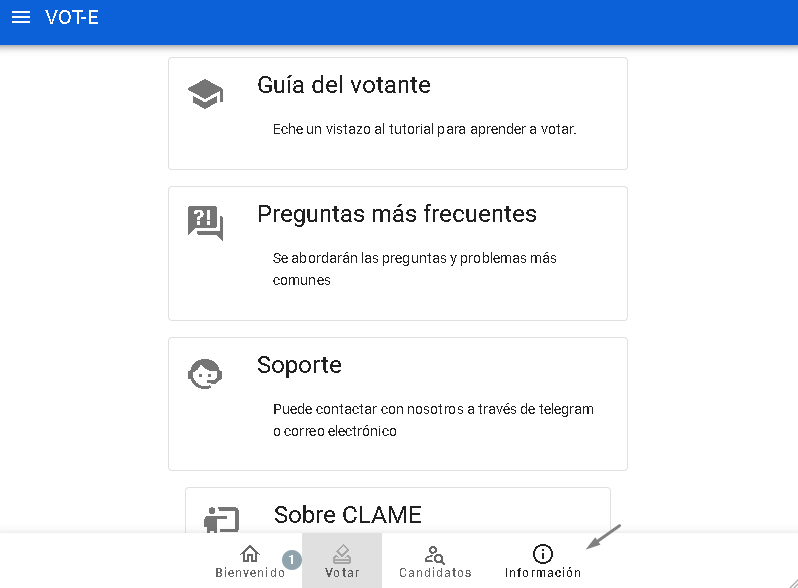 VOT-E
Guía del votante
Eche un vistazo al tutorial para aprender a votar.
?!
Preguntas más frecuentes
Se abordarán las preguntas y problemas más
comunes
Soporte
Puede contactar con nosotros a través de telegram
o correo electrónico
Sobre CLAME
1
Bienvenido
Votar
Candidatos
Información